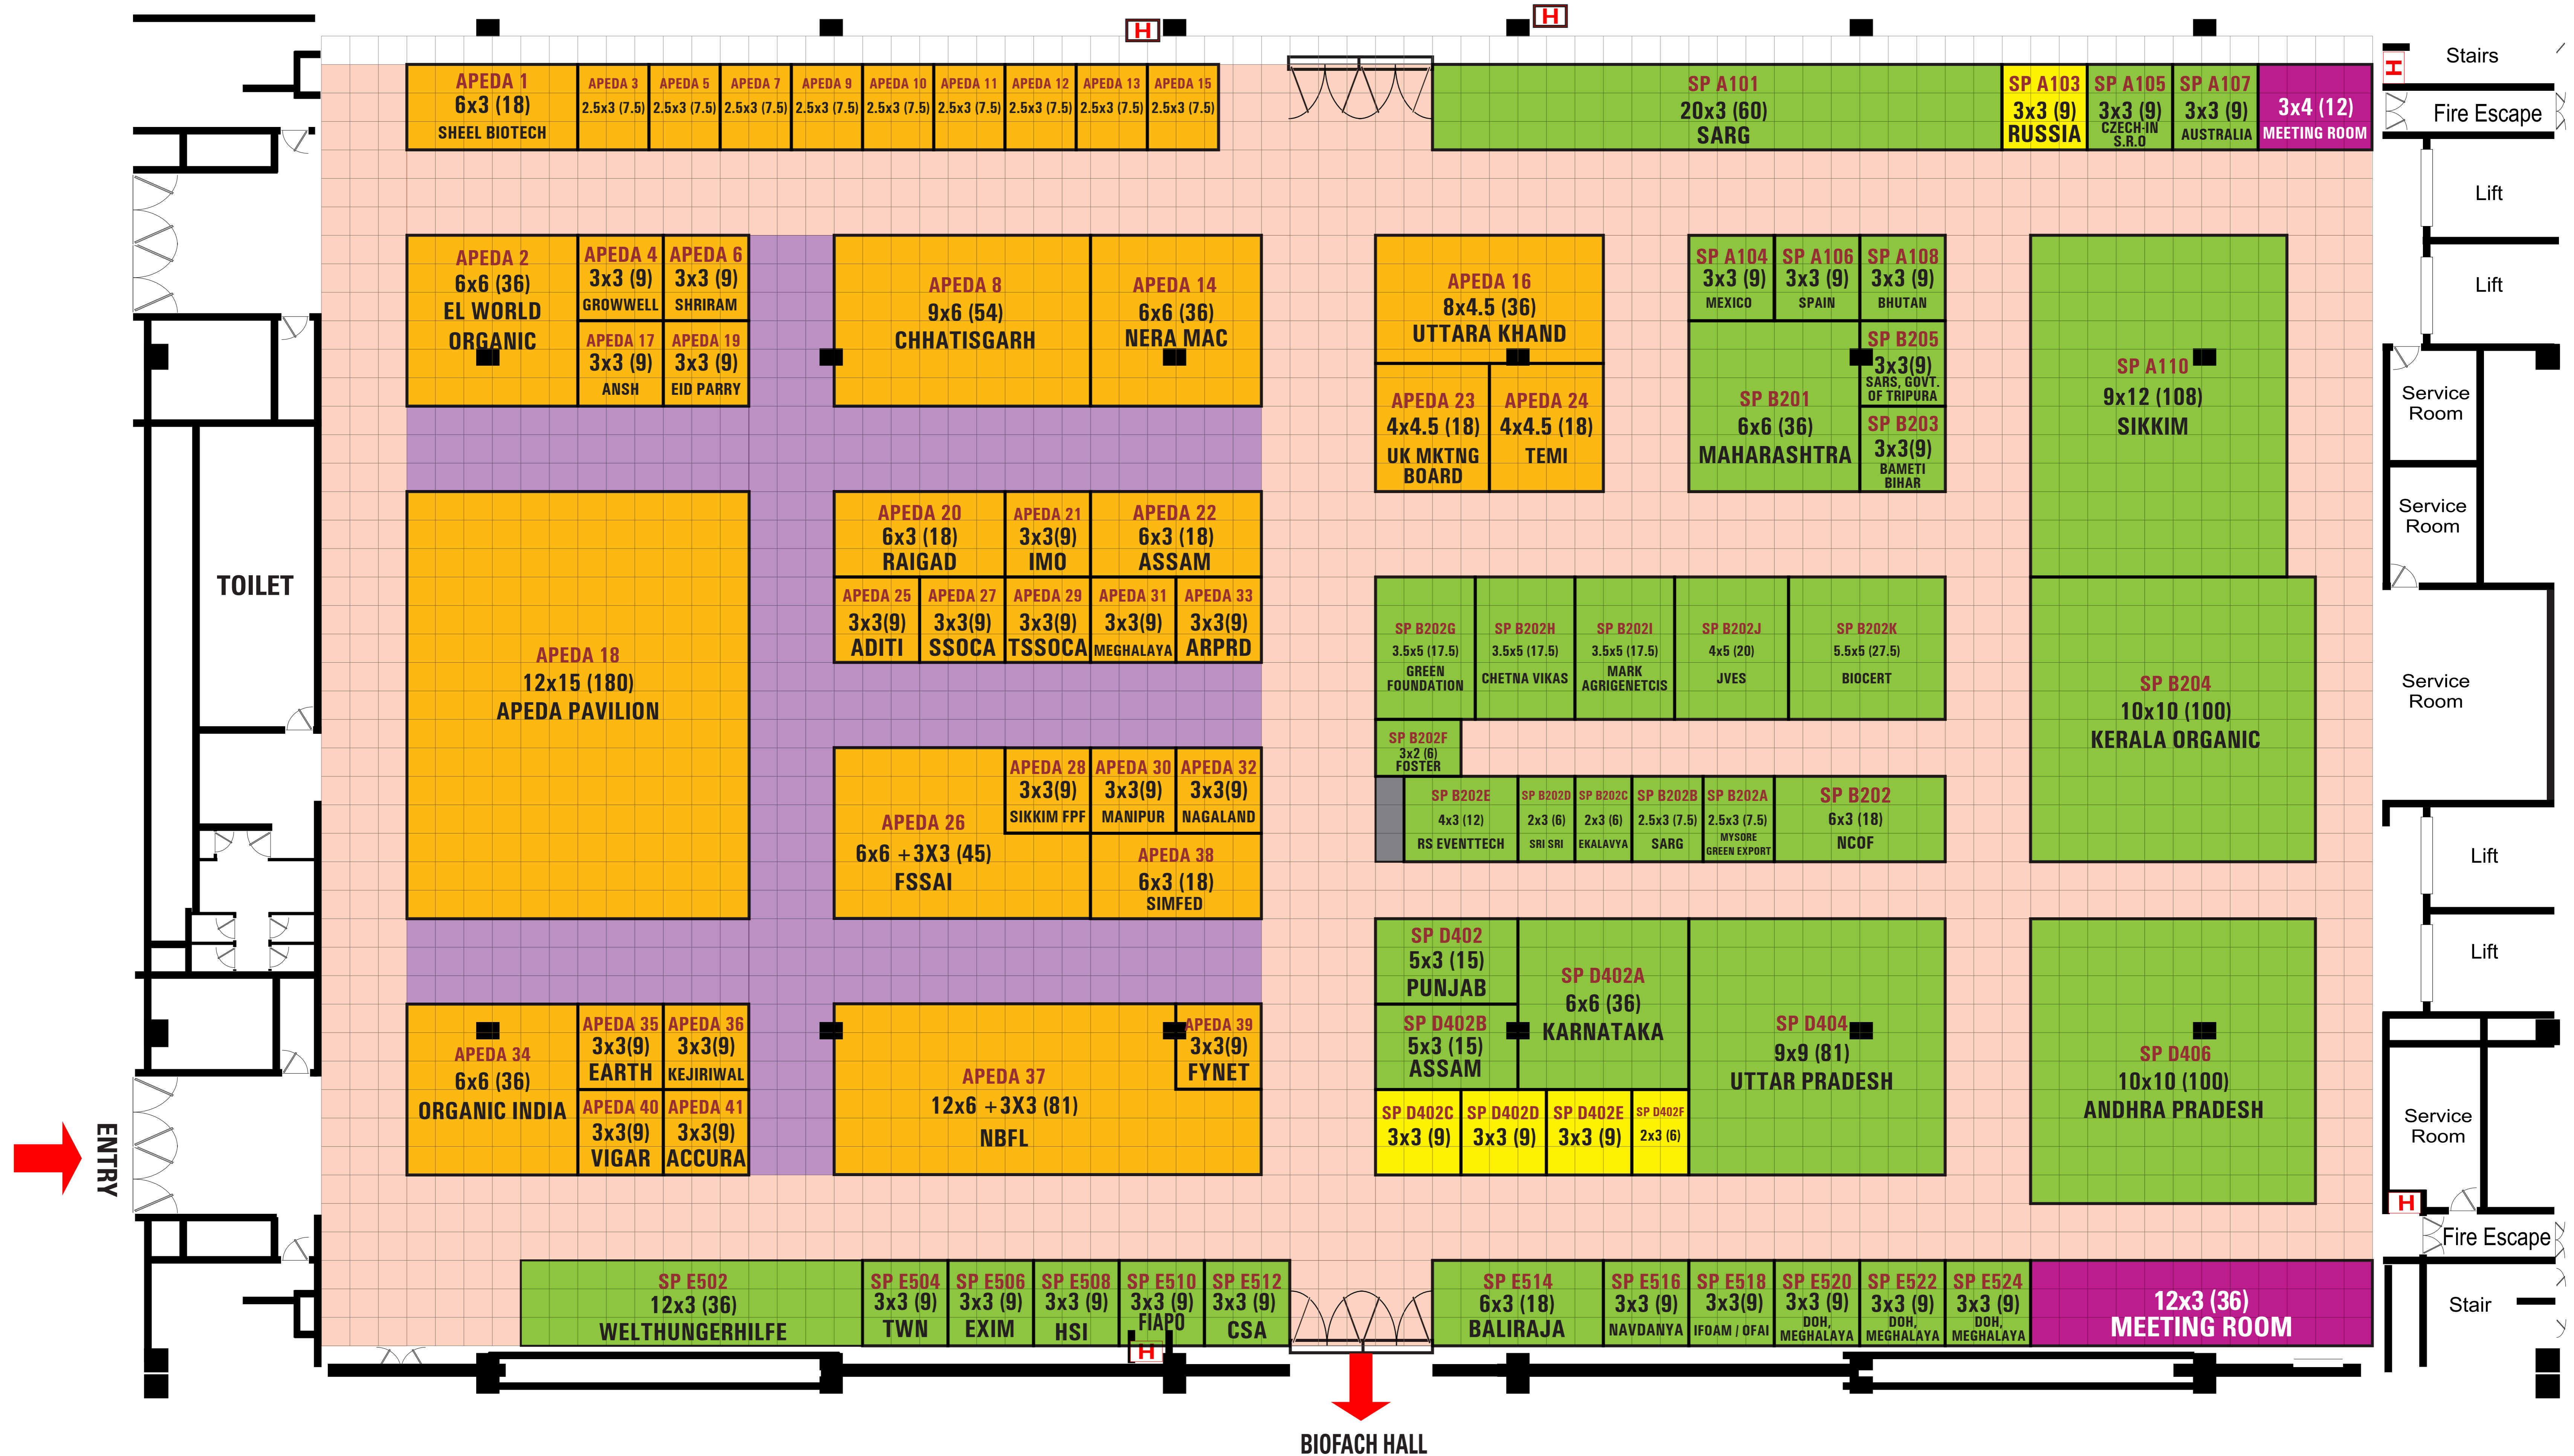 H
H
APEDA 1
6x3 (18)
SHEEL BIOTECH
APEDA 3
2.5x3 (7.5)
APEDA 5
2.5x3 (7.5)
APEDA 7
2.5x3 (7.5)
APEDA 9
2.5x3 (7.5)
APEDA 10
2.5x3 (7.5)
APEDA 11
2.5x3 (7.5)
APEDA 12
2.5x3 (7.5)
APEDA 13
2.5x3 (7.5)
APEDA 15
2.5x3 (7.5)
SP A101
20x3 (60)
SARG
SP A103
3x3 (9)
RUSSIA
SP A105
3x3 (9)
CZECH-IN
S.R.O
SP A107
3x3 (9)
AUSTRALIA
3x4 (12)
MEETING ROOM
H
Stairs
Fire Escape
Lift
Lift
APEDA 2
6x6 (36)
EL WORLD
ORGANIC
APEDA 4
3x3 (9)
GROWWELL
APEDA 6
3x3 (9)
SHRIRAM
APEDA 17
3x3 (9)
ANSH
APEDA 19
3x3 (9)
EID PARRY
APEDA 8
9x6 (54)
CHHATISGARH
APEDA 14
6x6 (36)
NERA MAC
APEDA 16
8x4.5 (36)
UTTARA KHAND
APEDA 23
4x4.5 (18)
UK MKTNG
BOARD
APEDA 24
4x4.5 (18)
TEMI
SP A104
3x3 (9)
MEXICO
SP A106
3x3 (9)
SPAIN
SP A108
3x3 (9)
BHUTAN
SP B201
6x6 (36)
MAHARASHTRA
SP B205
3x3(9)
SARS, GOVT.
OF TRIPURA
SP B203
3x3(9)
BAMETI
BIHAR
SP A110
9x12 (108)
SIKKIM
Service
Room
Service
Room
TOILET
APEDA 18
12x15 (180)
APEDA PAVILION
APEDA 20
6x3 (18)
RAIGAD
APEDA 21
3x3(9)
IMO
APEDA 22
6x3 (18)
ASSAM
APEDA 25
3x3(9)
ADITI
APEDA 27
3x3(9)
SSOCA
APEDA 29
3x3(9)
TSSOCA
APEDA 31
3x3(9)
MEGHALAYA
APEDA 33
3x3(9)
ARPRD
SP B202G
3.5x5 (17.5)
GREEN
FOUNDATION
SP B202H
3.5x5 (17.5)
CHETNA VIKAS
SP B202I
3.5x5 (17.5)
MARK
AGRIGENETCIS
SP B202J
4x5 (20)
JVES
SP B202K
5.5x5 (27.5)
BIOCERT
SP B204
10x10 (100)
KERALA ORGANIC
Service
Room
SP B202F
3x2 (6)
FOSTER
APEDA 26
6x6 +3X3 (45)
FSSAI
APEDA 28
3x3(9)
SIKKIM FPF
APEDA 30
3x3(9)
MANIPUR
APEDA 32
3x3(9)
NAGALAND
APEDA 38
6x3 (18)
SIMFED
SP B202E
4x3 (12)
RS EVENTTECH
SP B202D
2x3 (6)
SRI SRI
SP B202C
2x3 (6)
EKALAVYA
SP B202B
2.5x3 (7.5)
SARG
SP B202A
2.5x3 (7.5)
MYSORE
GREEN EXPORT
SP B202
6x3 (18)
NCOF
Lift
Lift
SP D402
5x3 (15)
PUNJAB
SP D402A
6x6 (36)
KARNATAKA
SP D402B
5x3 (15)
ASSAM
SP D404
9x9 (81)
UTTAR PRADESH
SP D406
10x10 (100)
ANDHRA PRADESH
APEDA 34
6x6 (36)
ORGANIC INDIA
APEDA 35
3x3(9)
EARTH
APEDA 36
3x3(9)
KEJIRIWAL
APEDA 40
3x3(9)
VIGAR
APEDA 41
3x3(9)
ACCURA
APEDA 37
12x6 +3X3 (81)
NBFL
APEDA 39
3x3(9)
FYNET
SP D402C
3x3 (9)
SP D402D
3x3 (9)
SP D402E
3x3 (9)
SP D402F
2x3 (6)
Service
Room
ENTRY
H
Fire Escape
SP E502
12x3 (36)
WELTHUNGERHILFE
SP E504
3x3 (9)
TWN
SP E506
3x3 (9)
EXIM
SP E508
3x3 (9)
HSI
SP E510
3x3 (9)
FIAPO
H
SP E512
3x3 (9)
CSA
SP E514
6x3 (18)
BALIRAJA
SP E516
3x3 (9)
NAVDANYA
SP E518
3x3(9)
IFOAM / OFAI
SP E520
3x3 (9)
DOH,
MEGHALAYA
SP E522
3x3 (9)
DOH,
MEGHALAYA
SP E524
3x3 (9)
DOH,
MEGHALAYA
12x3 (36)
MEETING ROOM
Stair
BIOFACH HALL